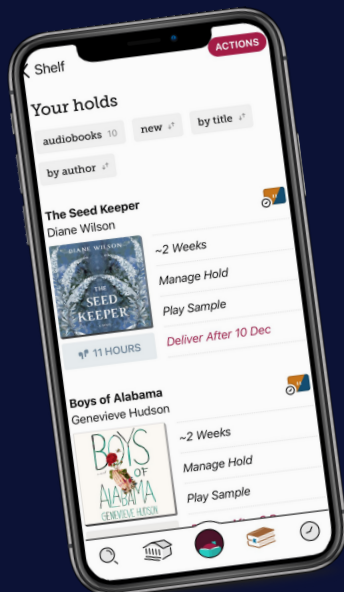 Shelf
ACTIONS
Your holds
audiobooks 10
new
by title
by author
The Seed Keeper
Diane Wilson
DIANE WILSON
THE
SEED
KEEPER
~2 Weeks
Manage Hold
Play Sample
Deliver After 10 Dec
11 HOURS
Boys of Alabama
Genevieve Hudson
BOYS
OF
ALABAMA
GENEVIEVE HUDSON
~2 Weeks
Manage Hold
Play Sample